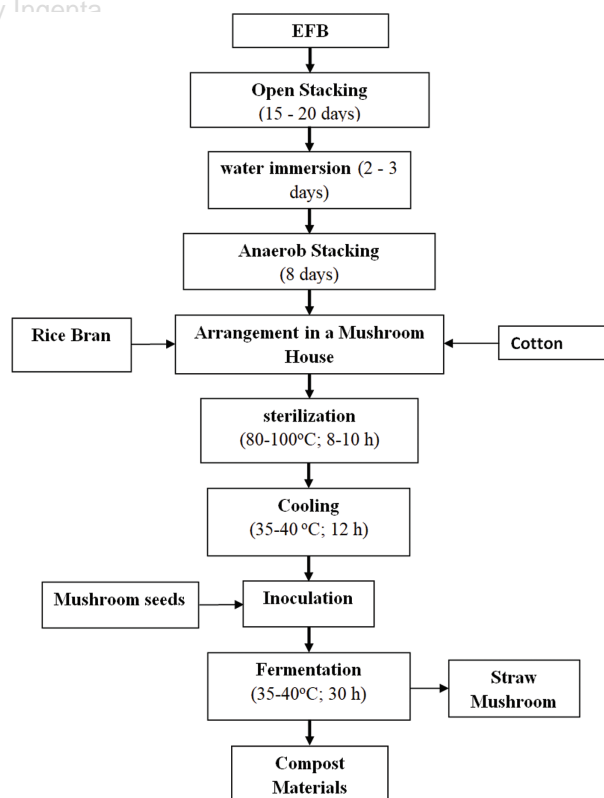 y Ingenta
EFB
Open Stacking
(15 - 20 days)
water immersion (2 - 3
days)
Anaerob Stacking
(8 days)
Rice Bran
Arrangement in a Mushroom
House
Cotton
sterilization
(80-100°C; 8-10 h)
Cooling
(35-40 °C; 12 h)
Mushroom seeds
Inoculation
Fermentation
(35-40°C; 30 h)
Straw
Mushroom
Compost
Materials